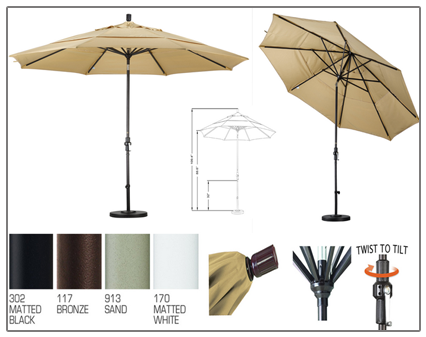 TWIST TO TILT
302
MATTED
BLACK
117
BRONZE
913
SAND
170
MATTED
WHITE